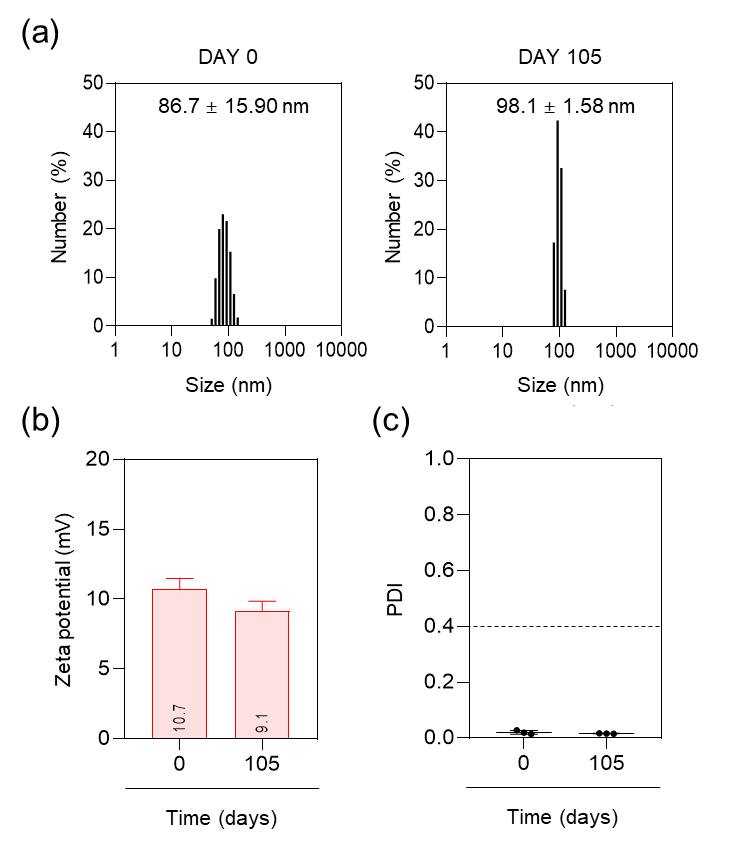 (a)
DAY 0
DAY 105
86.7 ± 15.90 nm
98.1 ± 1.58 nm
Number (%)
50
40
30
20
10
0
1 10 100 1000 10000
Size (nm)
Number (%)
50
40
30
20
10
0
1 10 100 1000 10000
Size (nm)
(b)
Zeta potential (mV)
20
15
10
5
0
10.7
9.1
0 105
Time (days)
(c)
PDI
1.0
0.8
0.6
0.4
0.2
0.0
0 105
Time (days)